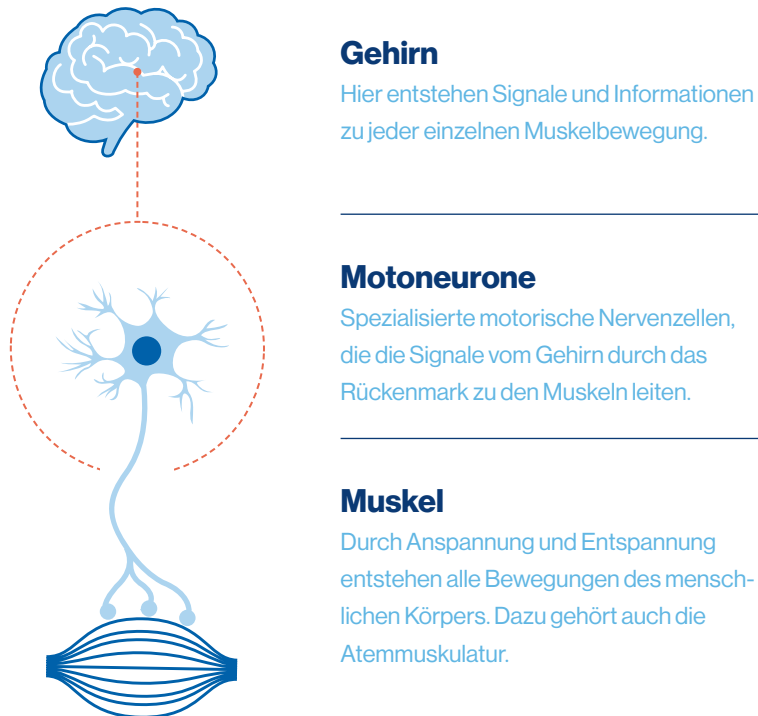 Gehirn
Hier entstehen Signale und Informationen
zu jeder einzelnen Muskelbewegung.
Motoneurone
Spezialisierte motorische Nervenzellen,
die die Signale vom Gehirn durch das
Rückenmark zu den Muskeln leiten.
Muskel
Durch Anspannung und Entspannung
entstehen alle Bewegungen des mensch-
lichen Körpers. Dazu gehört auch die
Atemmuskulatur.